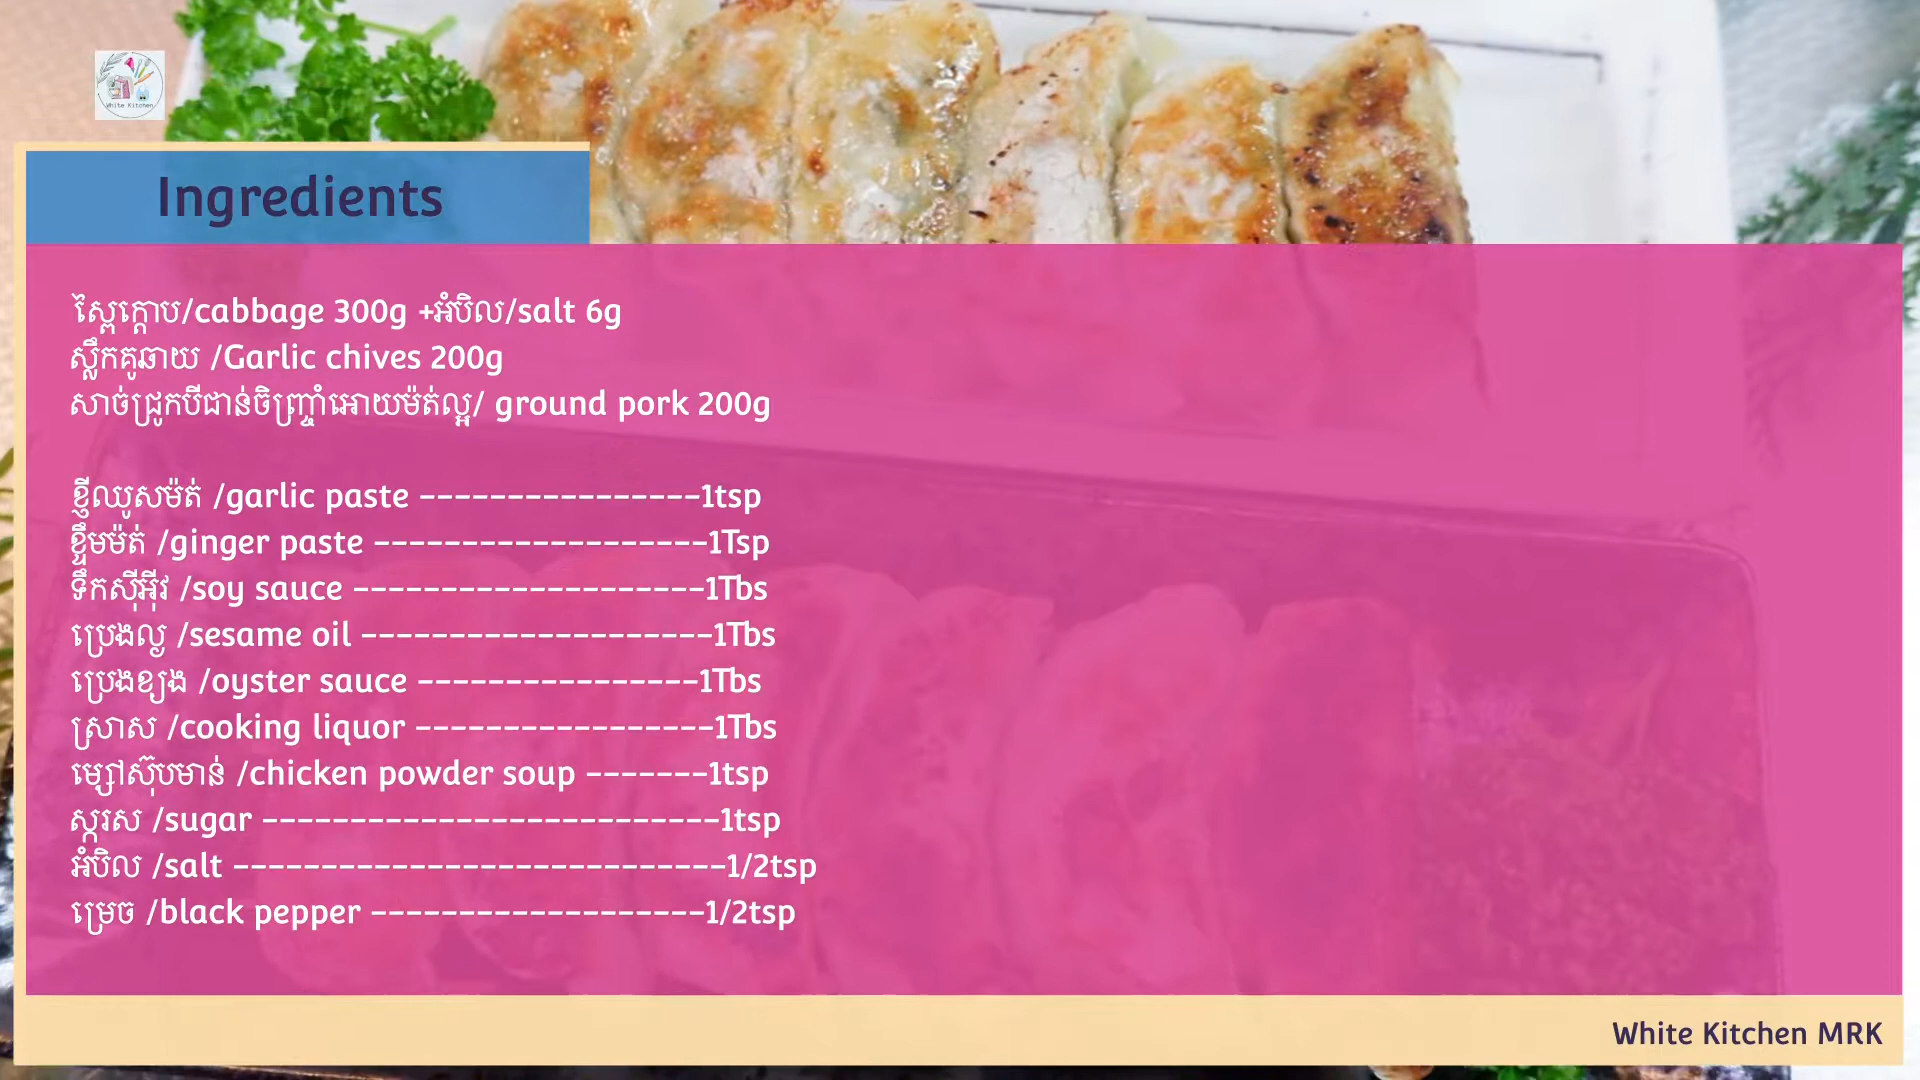 White Kitchen
Ingredients
ស្ពៃក្តោប/cabbage 300g +អំបិល/salt 6g
ស្លឹកគូឆាយ /Garlic chives 200g
សាច់ជ្រូកបីជាន់ចិញ្ច្រាំអោយម៉ត់ល្អ/ ground pork 200g
ខ្ញីឈូសម៉ត់ /garlic paste ----------------1tsp
ខ្ទឹមម៉ត់ /ginger paste -------------------1Tsp
ទឹកស៊ីអ៊ីវ /soy sauce --------------------1Tbs
ប្រេងល្ង /sesame oil --------------------1Tbs
ប្រេងខ្យង /oyster sauce ----------------1Tbs
ស្រាស /cooking liquor -----------------1Tbs
ម្សៅស៊ុបមាន់ /chicken powder soup -------1tsp
ស្ករស /sugar --------------------------1tsp
អំបិល /salt ----------------------------1/2tsp
ម្រេច /black pepper -------------------1/2tsp
White Kitchen MRK